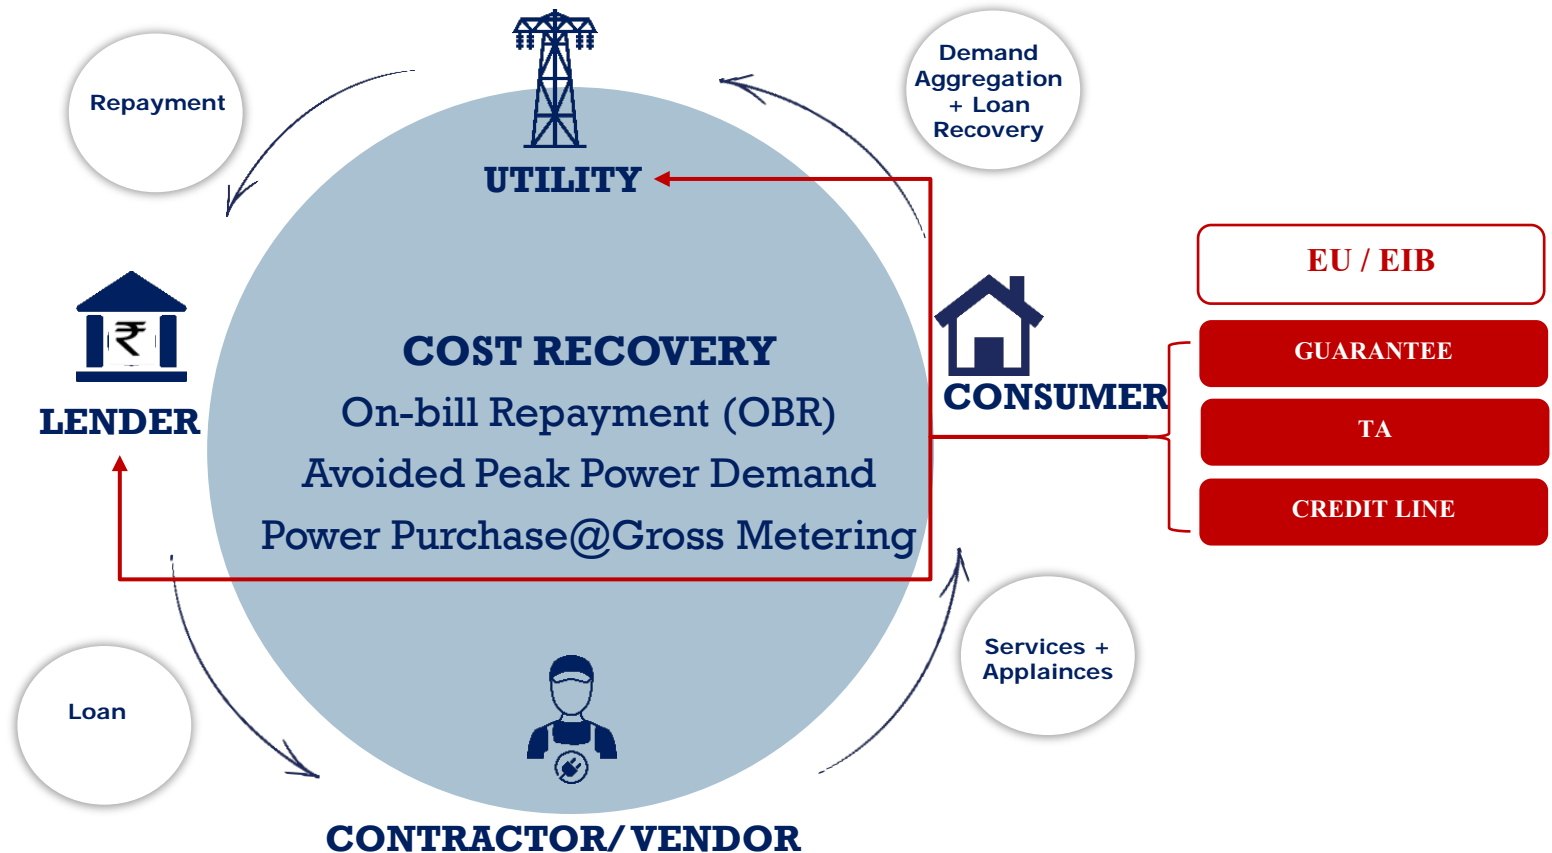 Repayment
Demand
Aggregation
+ Loan
Recovery
UTILITY
EU / EIB
₹
GUARANTEE
COST RECOVERY
CONSUMER
LENDER
On-bill Repayment (OBR)
TA
Avoided Peak Power Demand
CREDIT LINE
Power Purchase@Gross Metering
Services +
Applainces
Loan
CONTRACTOR/VENDOR